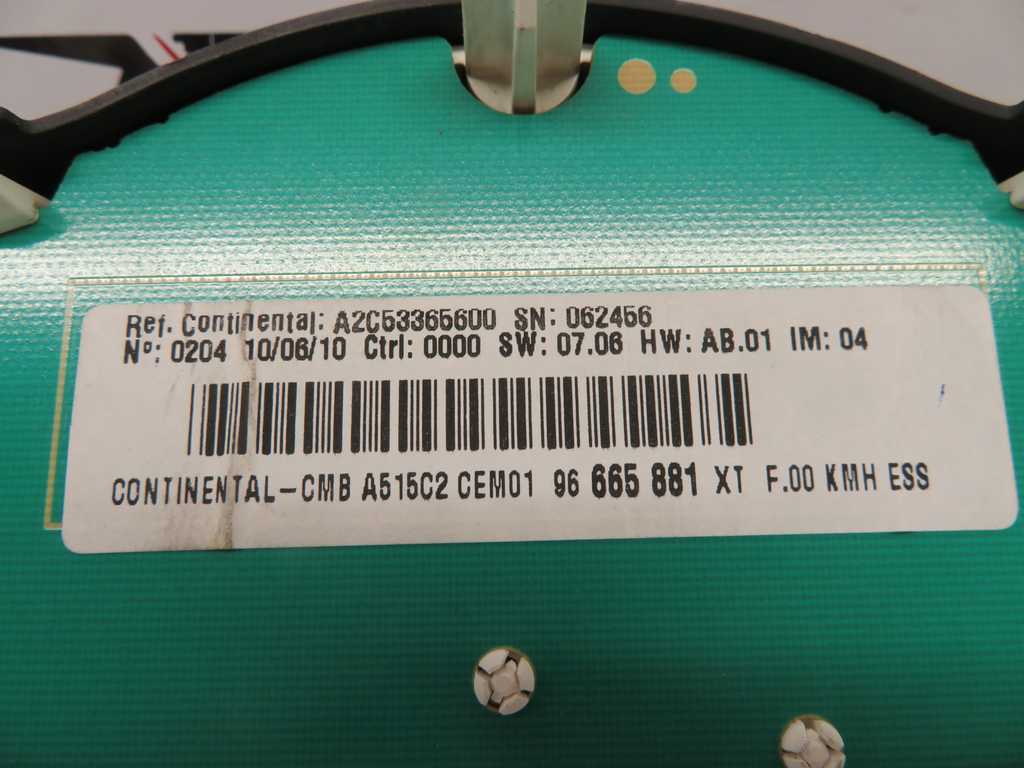 Ref. Continental: A2C53365600 SN: 062456
Nº: 0204 10/06/10 Ctrl: 0000 SW: 07.06 HW: AB.01 IM: 04
CONTINENTAL-CMB A515C2 CEM01 96 665 881 XT F.00 KMH ESS